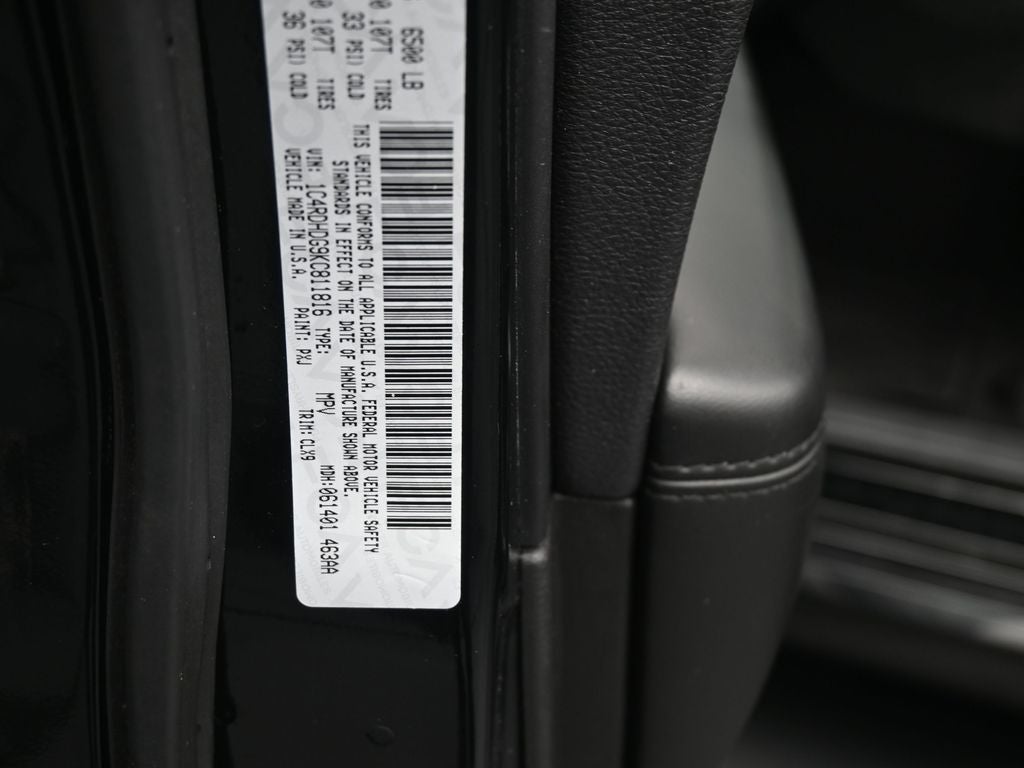 6500 LB
107T TIRES
33 PSI) COLD
107T TIRES
36 PSI) COLD
THIS VEHICLE CONFORMS TO ALL APPLICABLE U.S.A. FEDERAL MOTOR VEHICLE SAFETY
STANDARDS IN EFFECT ON THE DATE OF MANUFACTURE SHOWN ABOVE.
VIN: 1C4RDHDG9KC811816 TYPE: MPV MDH:061401 463AA
VEHICLE MADE IN U.S.A. PAINT: PXJ TRIM: CLX9